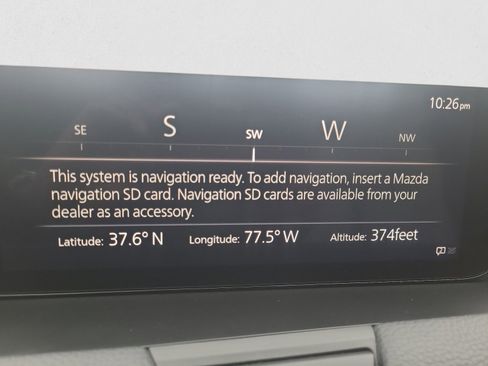 10:26pm
SE S SW W NW
This system is navigation ready. To add navigation, insert a Mazda
navigation SD card. Navigation SD cards are available from your
dealer as an accessory.
Latitude: 37.6° N Longitude: 77.5° W Altitude: 374feet